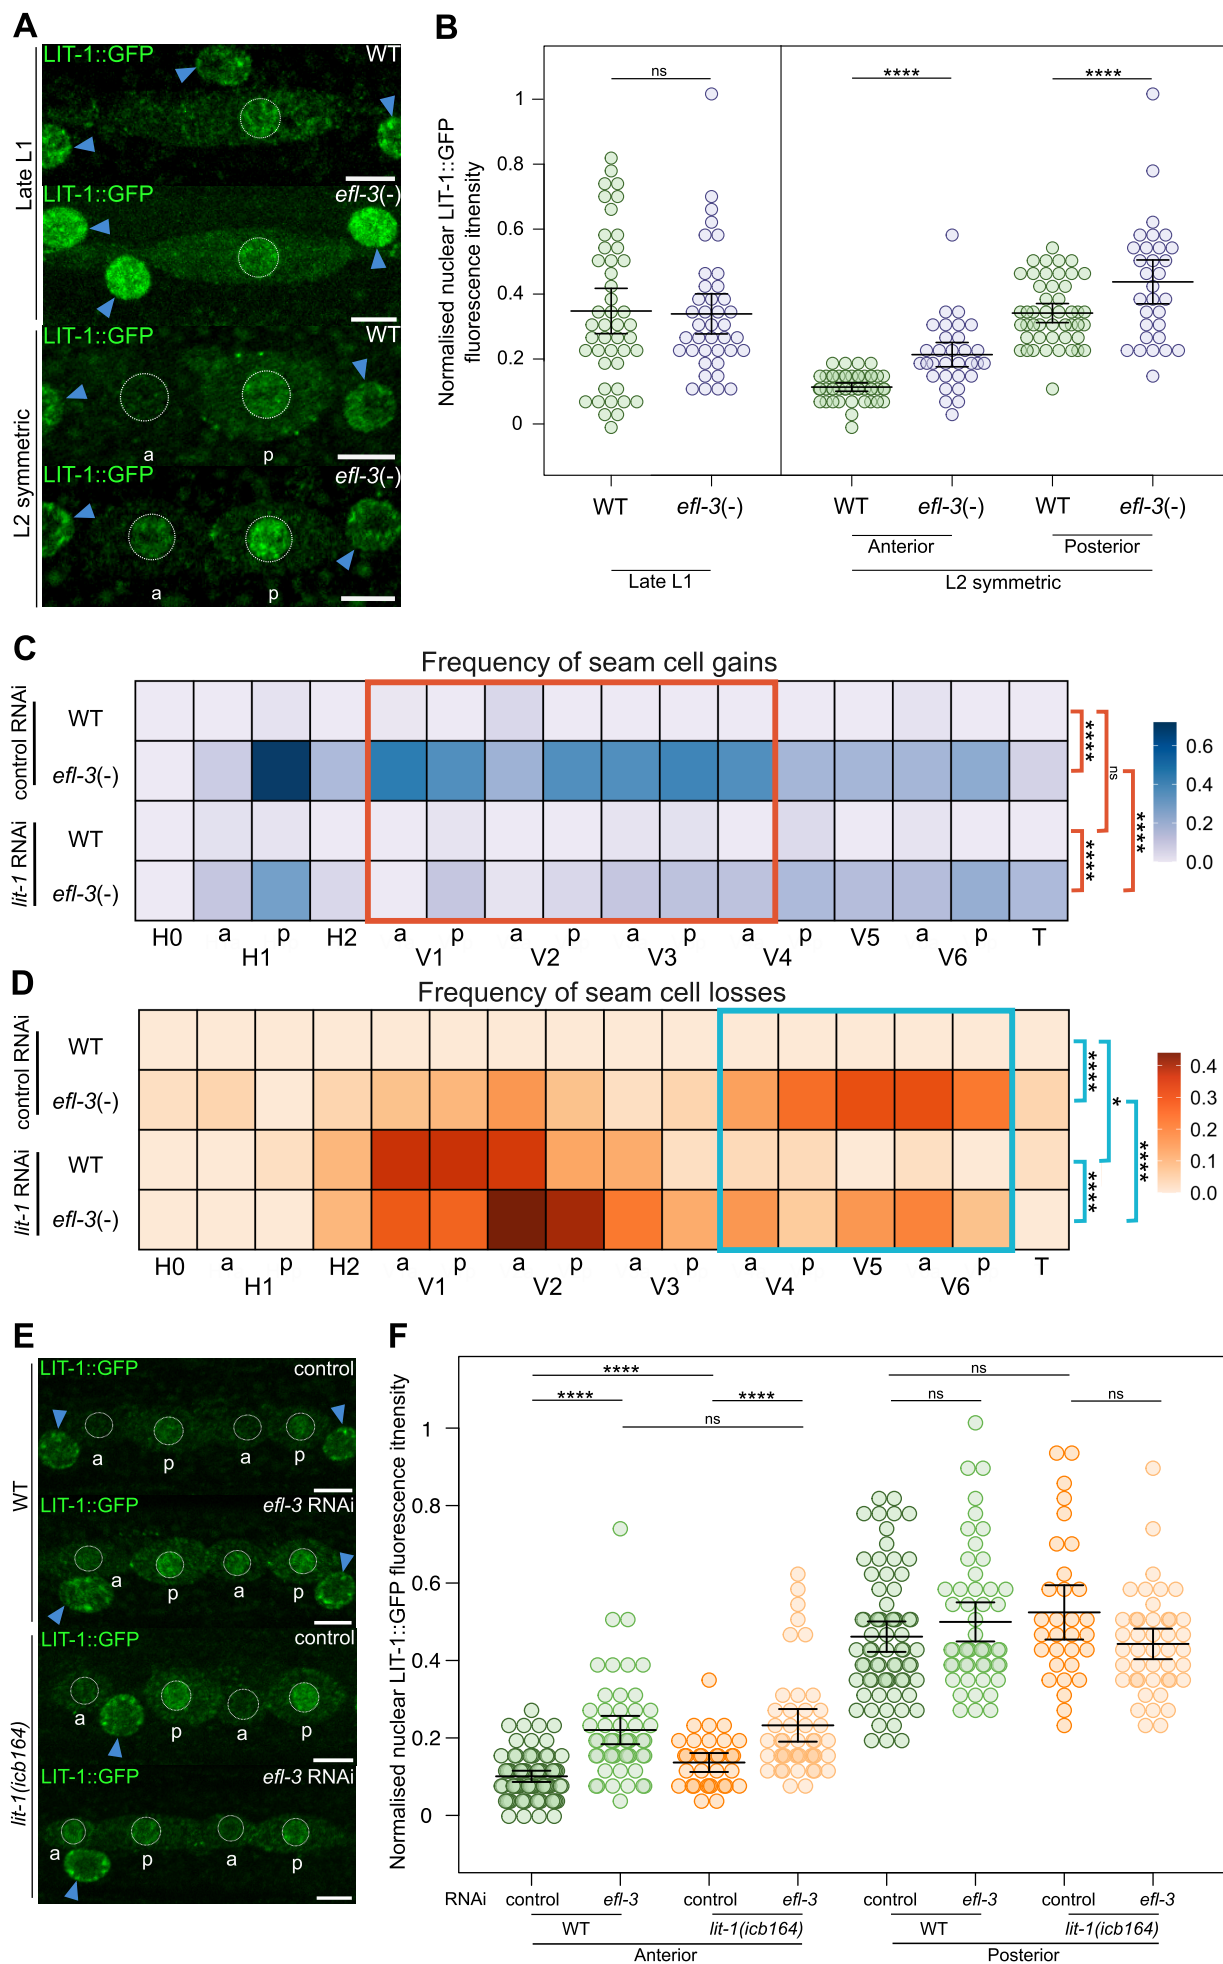 A
LIT-1::GFP
WT
LIT-1::GFP
efl-3(-)
Late L1
LIT-1::GFP
WT
a
p
LIT-1::GFP
efl-3(-)
a
p
L2 symmetric
B
Normalised nuclear LIT-1::GFP
fluorescence itnensity
1
0.8
0.6
0.4
0.2
0
ns
****
****
WT
efl-3(-)
WT
efl-3(-)
WT
efl-3(-)
Anterior
Posterior
Late L1
L2 symmetric
C
Frequency of seam cell gains
control RNAi
WT
efl-3(-)
lit-1 RNAi
WT
efl-3(-)
H0
a
p
H1
H2
a
p
V1
a
p
V2
a
p
V3
a
p
V4
V5
a
p
V6
T
****
ns
****
****
0.6
0.4
0.2
0.0
D
Frequency of seam cell losses
control RNAi
WT
efl-3(-)
lit-1 RNAi
WT
efl-3(-)
H0
a
p
H1
H2
a
p
V1
a
p
V2
a
p
V3
a
p
V4
V5
a
p
V6
T
****
*
****
****
0.4
0.3
0.2
0.1
0.0
E
LIT-1::GFP
control
a
p
a
p
WT
LIT-1::GFP
efl-3 RNAi
a
p
a
p
LIT-1::GFP
control
a
p
a
p
lit-1(icb164)
LIT-1::GFP
efl-3 RNAi
a
p
a
p
F
Normalised nuclear LIT-1::GFP fluorescence itnensity
1
0.8
0.6
0.4
0.2
0
****
****
****
ns
ns
ns
ns
RNAi
control
efl-3
control
efl-3
control
efl-3
control
efl-3
WT
lit-1(icb164)
WT
lit-1(icb164)
Anterior
Posterior